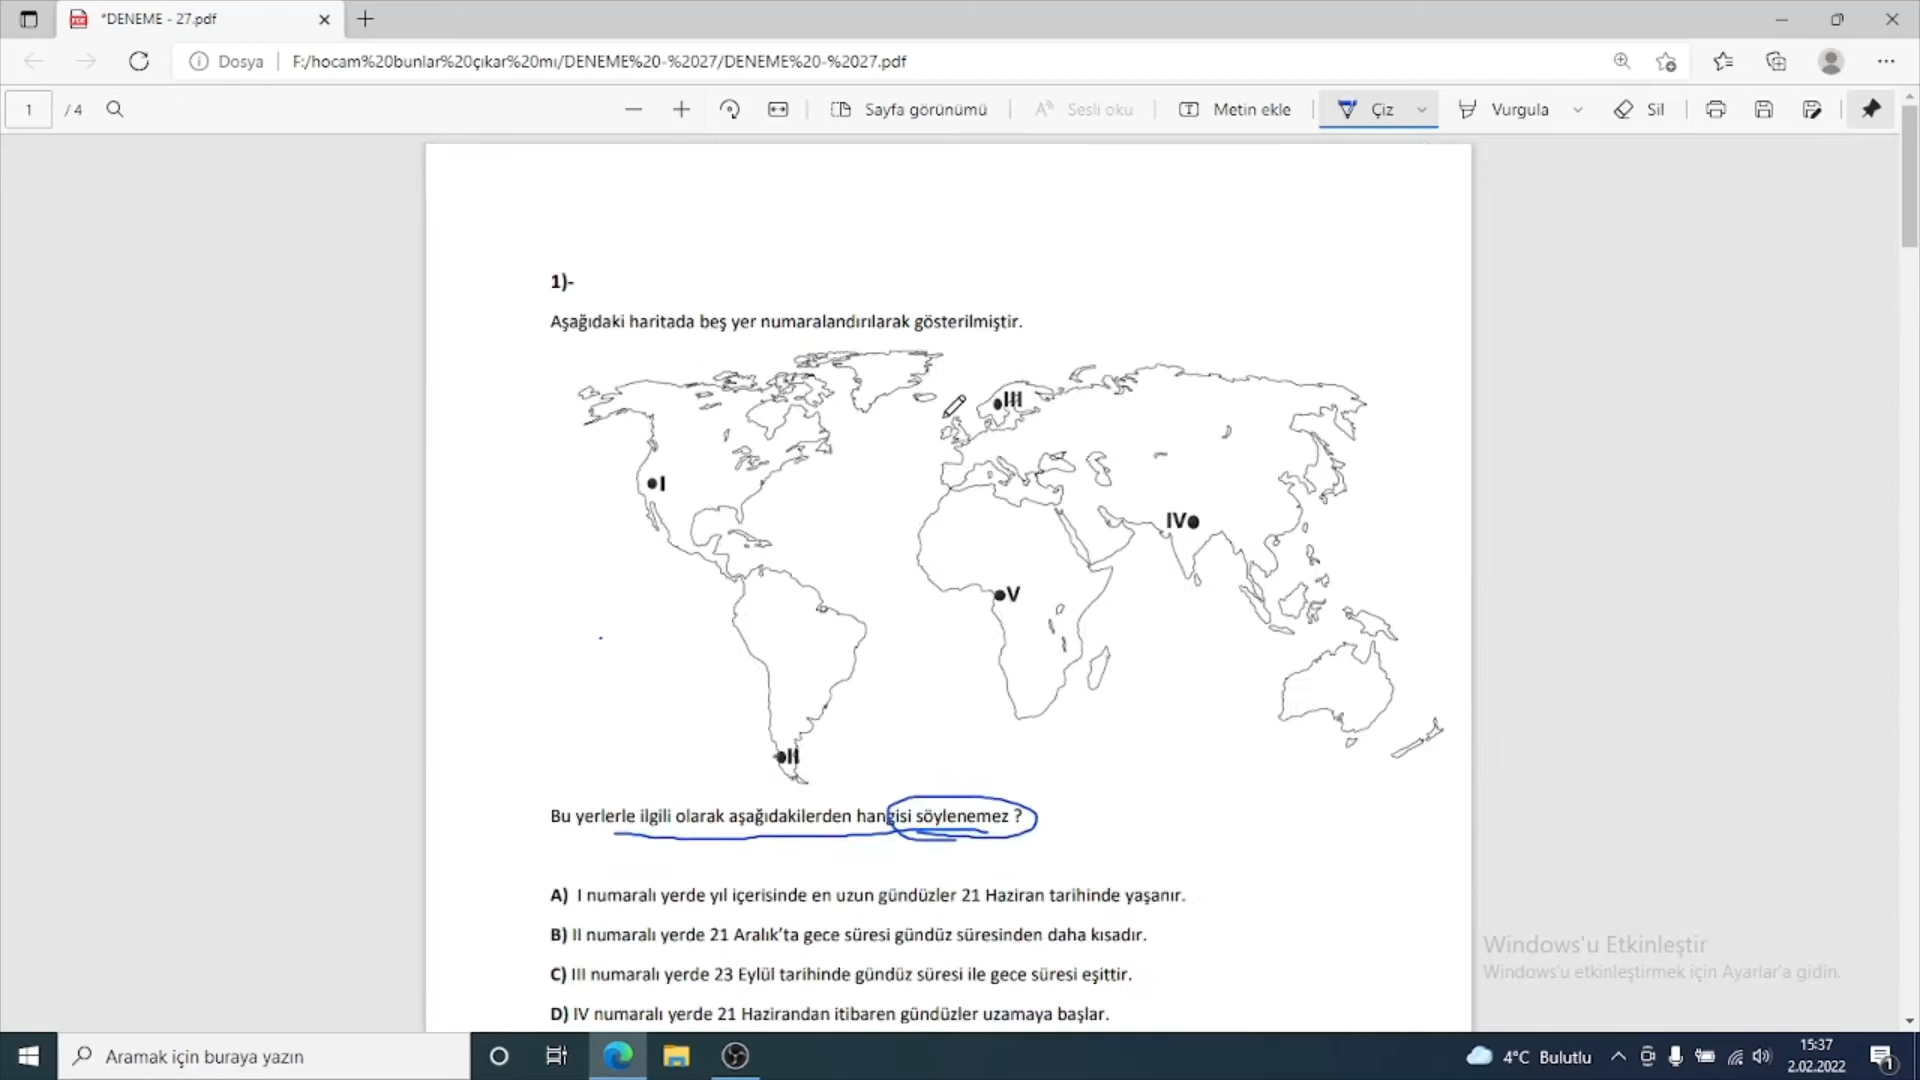 *DENEME - 27.pdf
Dosya
F:/hocam%20bunlar%20çıkar%20mı/DENEME%20-%2027/DENEME%20-%2027.pdf
1 / 4
Sayfa görünümü
Sesli oku
Metin ekle
Çiz
Vurgula
Sil
1)-
Aşağıdaki haritada beş yer numaralandırılarak gösterilmiştir.
III
I
IV
V
II
Bu yerlerle ilgili olarak aşağıdakilerden hangisi söylenemez ?
A) I numaralı yerde yıl içerisinde en uzun gündüzler 21 Haziran tarihinde yaşanır.
B) II numaralı yerde 21 Aralık'ta gece süresi gündüz süresinden daha kısadır.
C) III numaralı yerde 23 Eylül tarihinde gündüz süresi ile gece süresi eşittir.
D) IV numaralı yerde 21 Hazirandan itibaren gündüzler uzamaya başlar.
Windows'u Etkinleştir
Windows'u etkinleştirmek için Ayarlar'a gidin.
Aramak için buraya yazın
4°C Bulutlu
15:37
2.02.2022
1